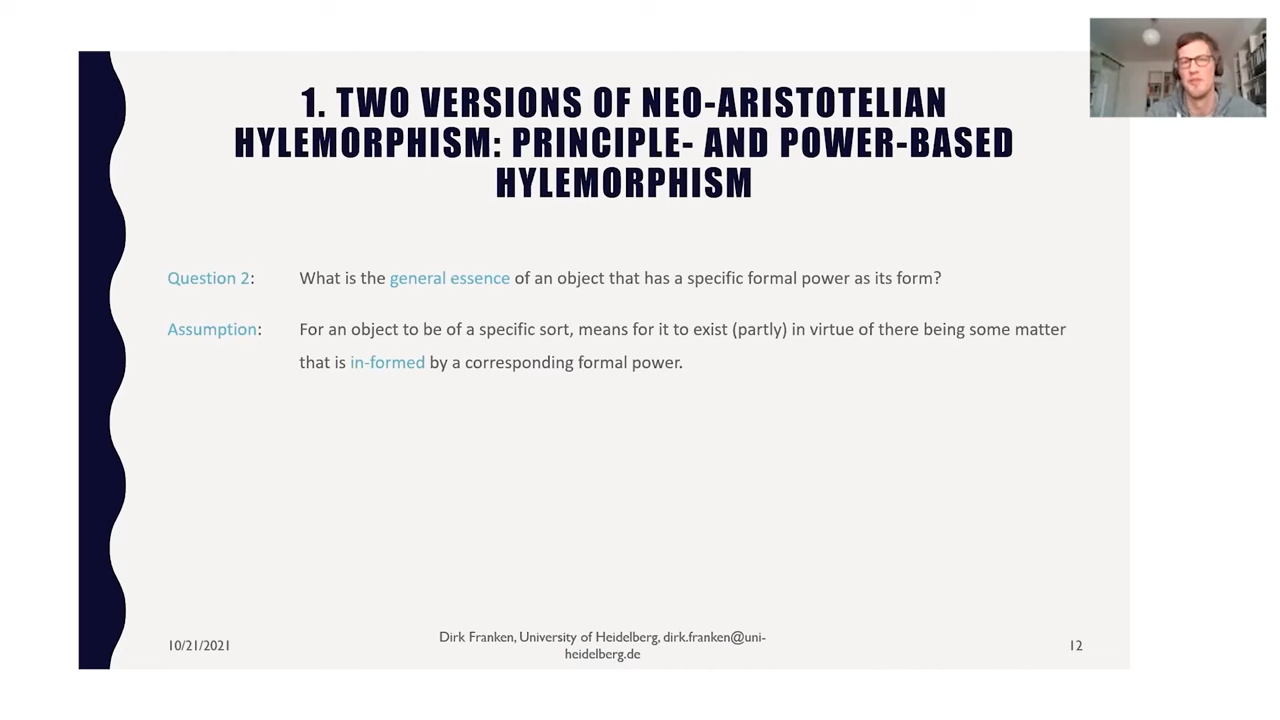 1. TWO VERSIONS OF NEO-ARISTOTELIAN
HYLEMORPHISM: PRINCIPLE- AND POWER-BASED
HYLEMORPHISM
Question 2: What is the general essence of an object that has a specific formal power as its form?
Assumption: For an object to be of a specific sort, means for it to exist (partly) in virtue of there being some matter
that is in-formed by a corresponding formal power.
10/21/2021
Dirk Franken, University of Heidelberg, dirk.franken@uni-
heidelberg.de
12